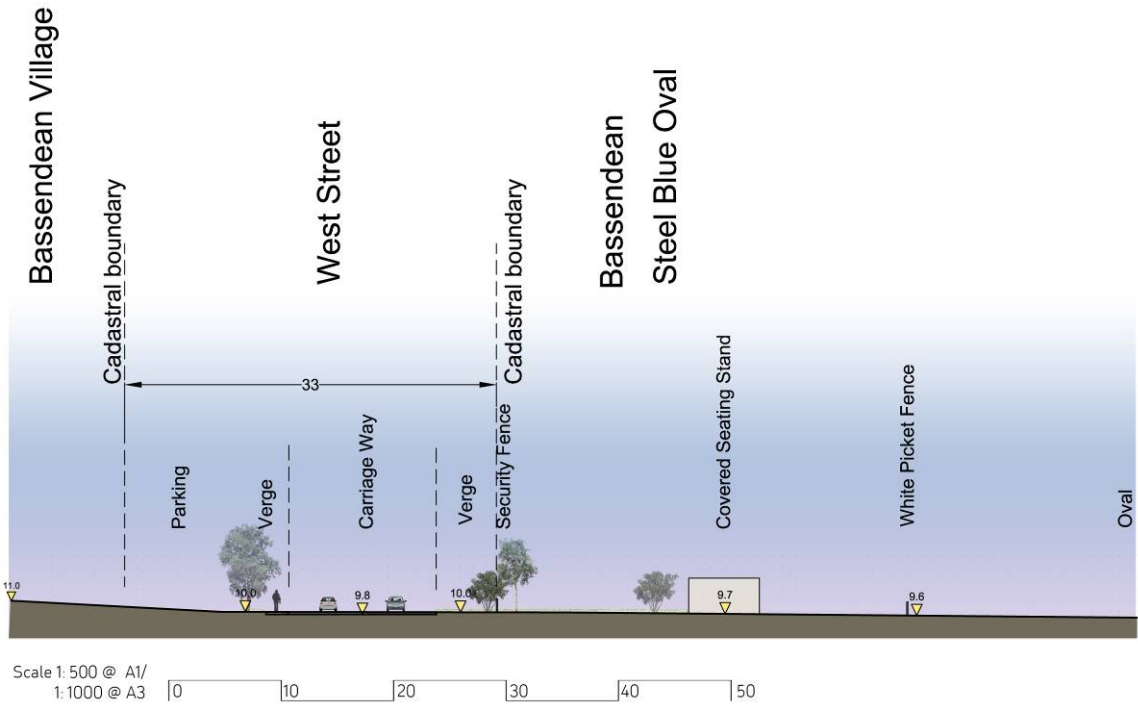 Bassendean Village
Cadastral boundary
West Street
Cadastral boundary
Bassendean
Steel Blue Oval
33
Parking
Verge
Carriage Way
Verge
Security Fence
Covered Seating Stand
White Picket Fence
Oval
11.0
10.0
9.8
10.0
9.7
9.6
Scale 1: 500 @ A1/
1: 1000 @ A3
0 10 20 30 40 50